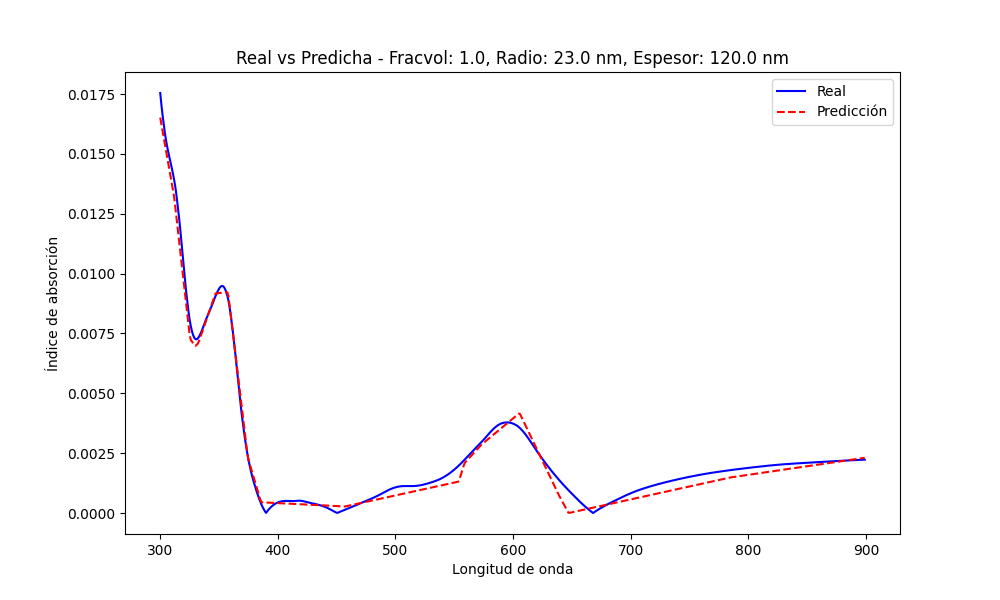 Real vs Predicha - Fracvol: 1.0, Radio: 23.0 nm, Espesor: 120.0 nm
Real
Predicción
Índice de absorción
0.0175
0.0150
0.0125
0.0100
0.0075
0.0050
0.0025
0.0000
300 400 500 600 700 800 900
Longitud de onda